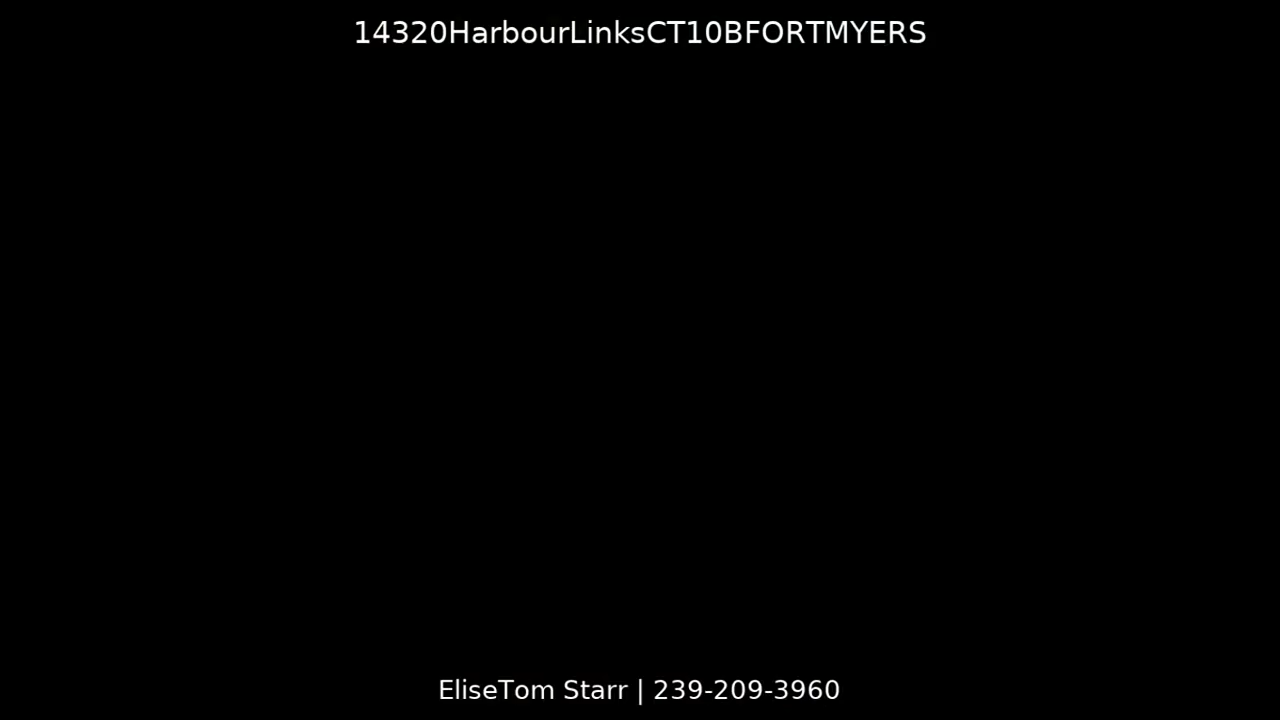 14320HarbourLinksCT10BFORTMYERS
EliseTom Starr | 239-209-3960